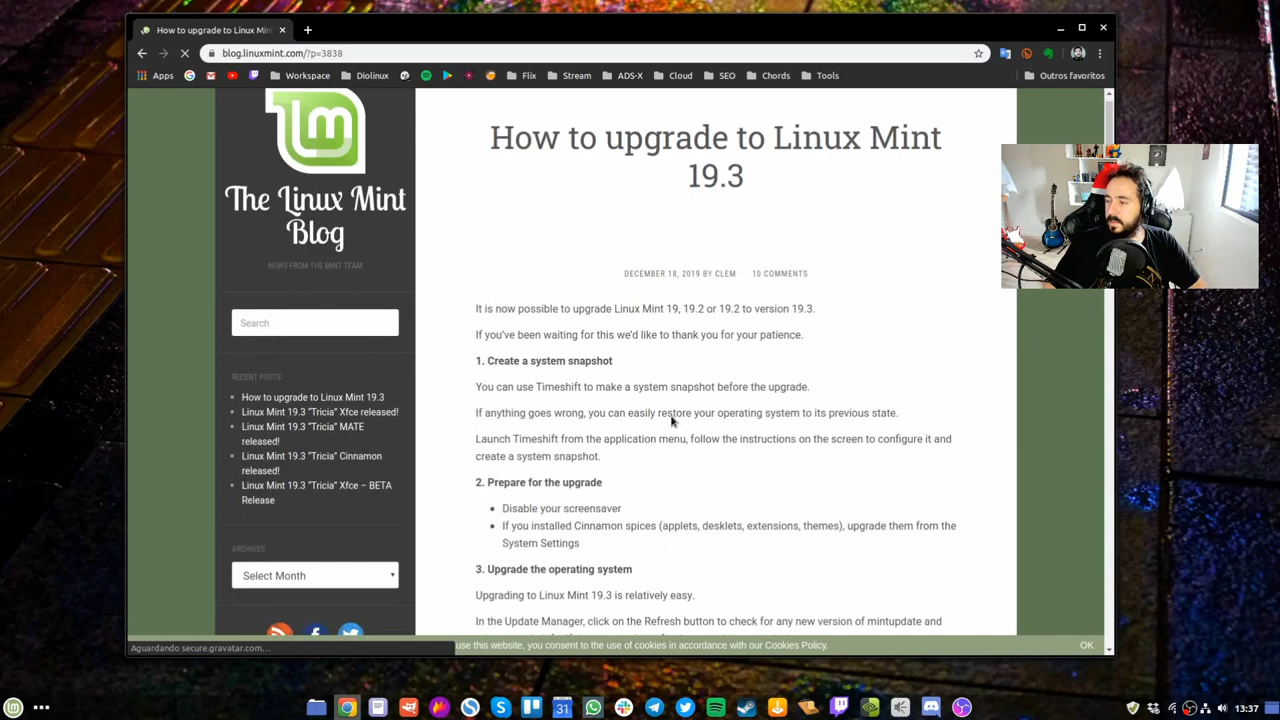 How to upgrade to Linux Min
blog.linuxmint.com/?p=3838
Apps
Workspace
Diolinux
Flix
Stream
ADS-X
Cloud
SEO
Chords
Tools
Outros favoritos
lm
The Linux Mint
Blog
NEWS FROM THE MINT TEAM
Search
RECENT POSTS
How to upgrade to Linux Mint 19.3
Linux Mint 19.3 “Tricia” Xfce released!
Linux Mint 19.3 “Tricia” MATE
released!
Linux Mint 19.3 “Tricia” Cinnamon
released!
Linux Mint 19.3 “Tricia” Xfce – BETA
Release
ARCHIVES
Select Month
How to upgrade to Linux Mint
19.3
DECEMBER 18, 2019 BY CLEM · 10 COMMENTS
It is now possible to upgrade Linux Mint 19, 19.2 or 19.2 to version 19.3.
If you’ve been waiting for this we’d like to thank you for your patience.
1. Create a system snapshot
You can use Timeshift to make a system snapshot before the upgrade.
If anything goes wrong, you can easily restore your operating system to its previous state.
Launch Timeshift from the application menu, follow the instructions on the screen to configure it and
create a system snapshot.
2. Prepare for the upgrade
Disable your screensaver
If you installed Cinnamon spices (applets, desklets, extensions, themes), upgrade them from the
System Settings
3. Upgrade the operating system
Upgrading to Linux Mint 19.3 is relatively easy.
In the Update Manager, click on the Refresh button to check for any new version of mintupdate and
use this website, you consent to the use of cookies in accordance with our Cookies Policy.
OK
Aguardando secure.gravatar.com...
31
13:37